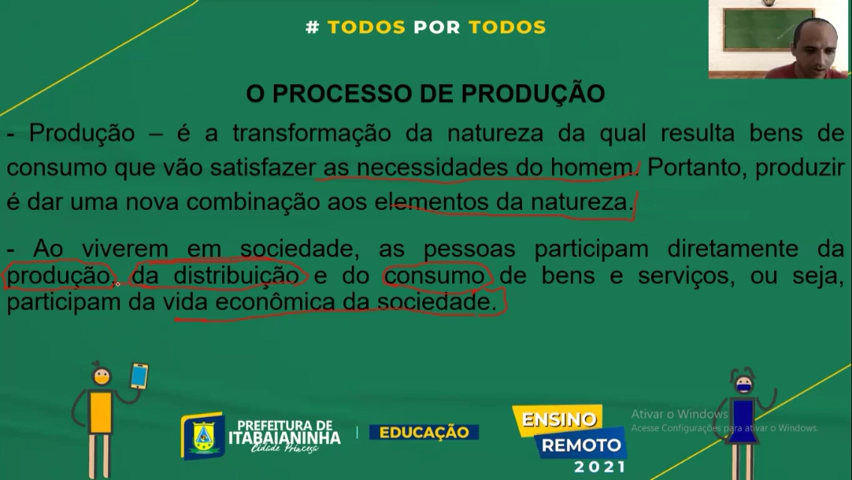 # TODOS POR TODOS
O PROCESSO DE PRODUÇÃO
- Produção – é a transformação da natureza da qual resulta bens de
consumo que vão satisfazer as necessidades do homem. Portanto, produzir
é dar uma nova combinação aos elementos da natureza.
- Ao viverem em sociedade, as pessoas participam diretamente da
produção, da distribuição e do consumo de bens e serviços, ou seja,
participam da vida econômica da sociedade.
PREFEITURA DE
ITABAIANINHA
Cidade Princesa
EDUCAÇÃO
ENSINO
REMOTO
2021
Ativar o Windows
Acesse Configurações para ativar o Windows.